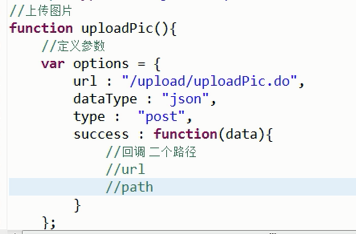 //上传图片
function uploadPic(){
//定义参数
var options = {
url : "/upload/uploadPic.do",
dataType : "json",
type :  "post",
success : function(data){
//回调 二个路径
//url
//path
}
};